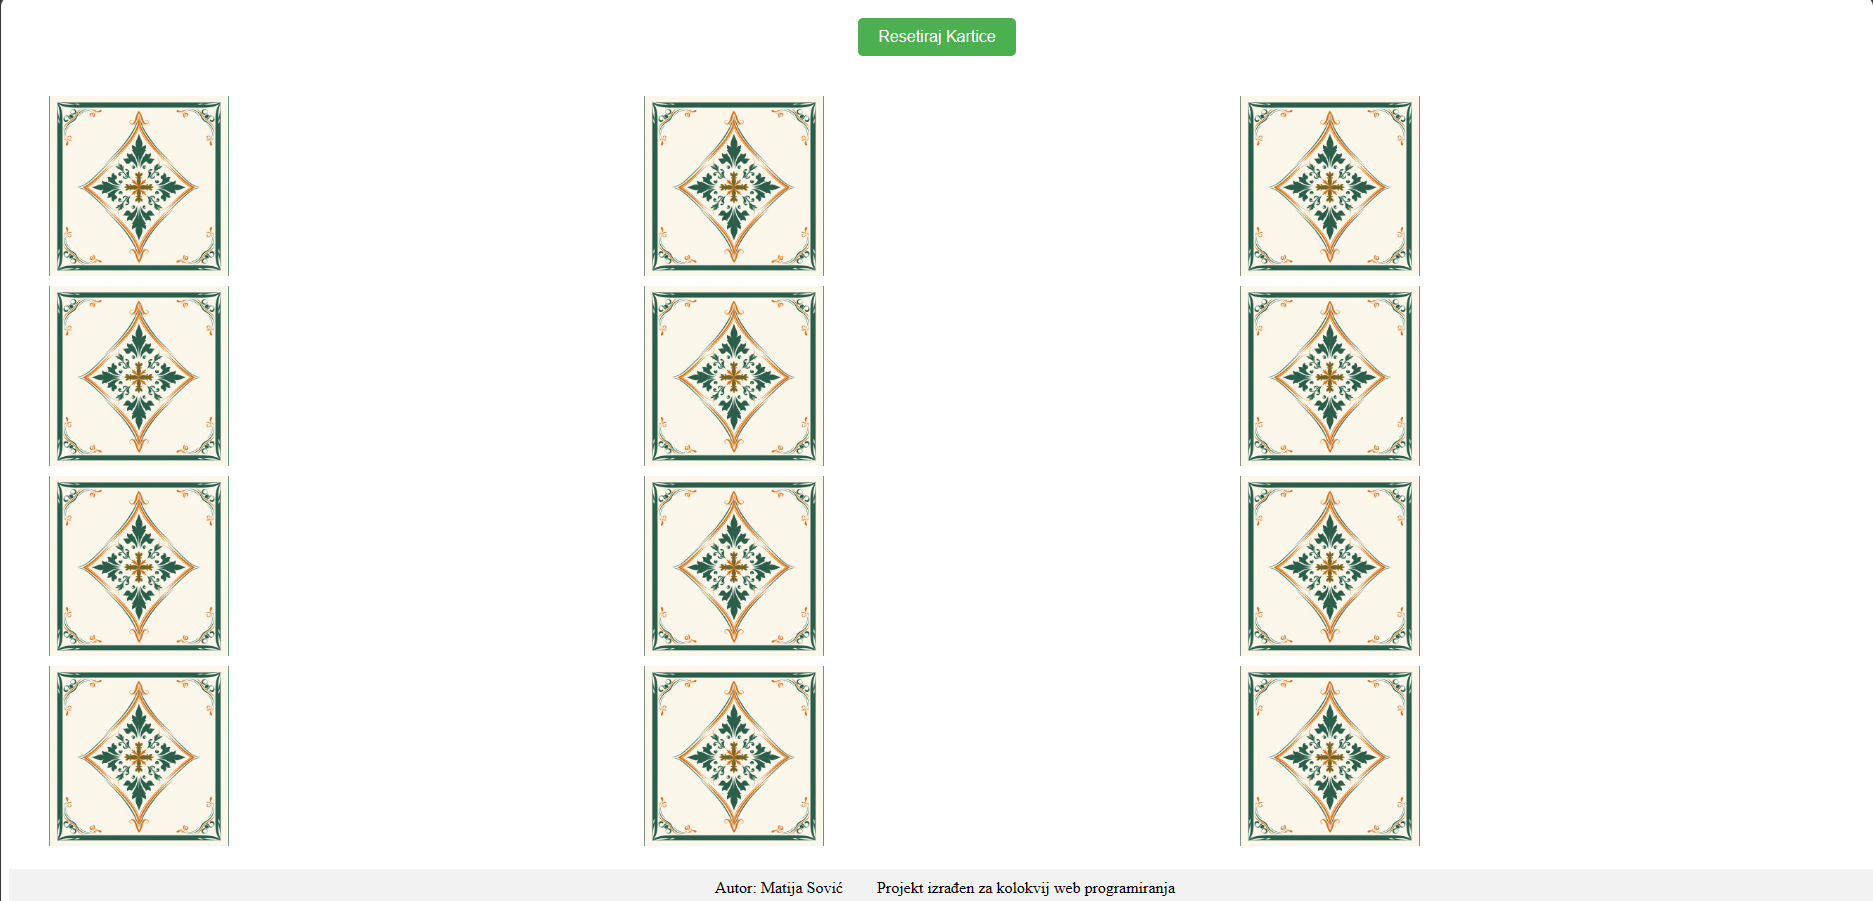 Resetiraj Kartice
Autor: Matija Sović Projekt izrađen za kolokvij web programiranja